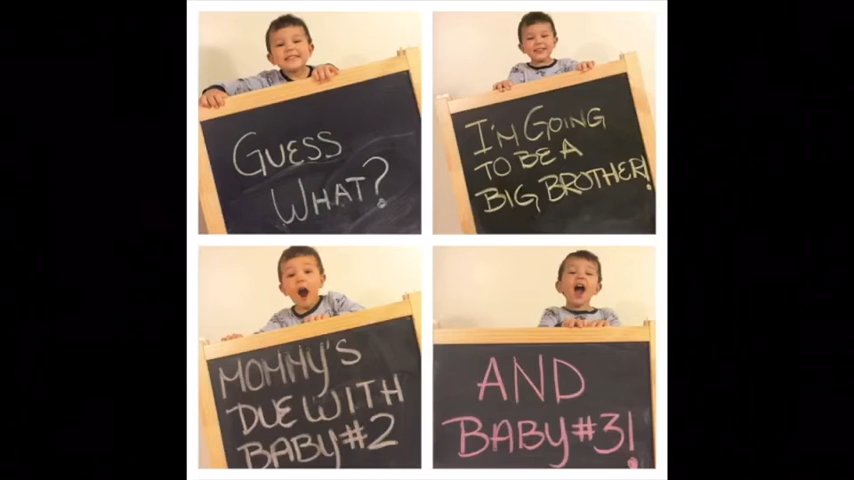 GUESS
WHAT?
I'M GOING
TO BE A
BIG BROTHER!
MOMMY'S
DUE WITH
BABY #2
AND
BABY #3!